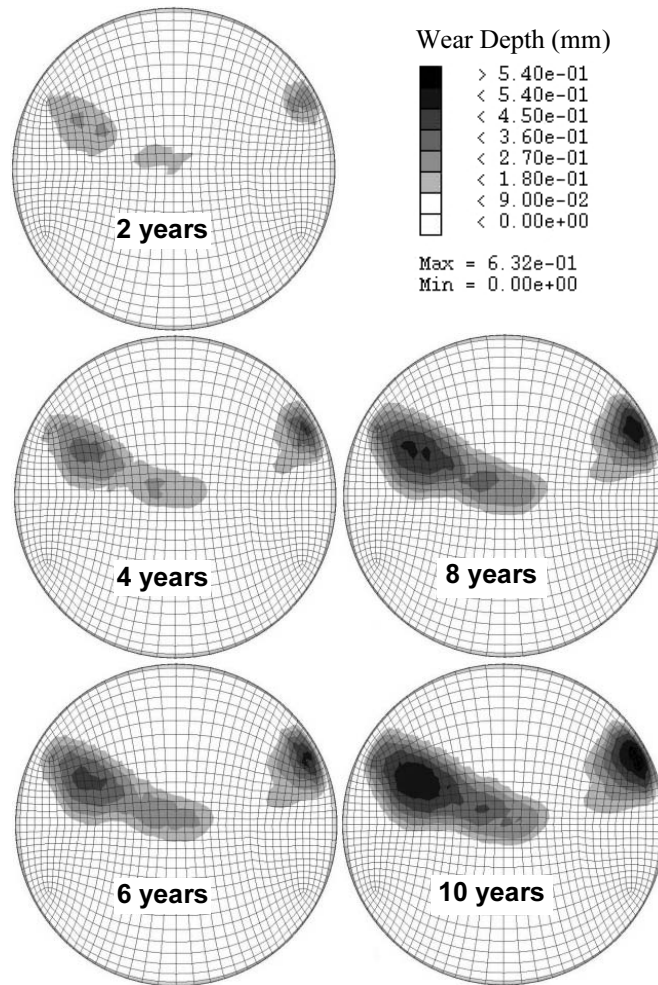 Wear Depth (mm)
> 5.40e-01
< 5.40e-01
< 4.50e-01
< 3.60e-01
< 2.70e-01
< 1.80e-01
< 9.00e-02
< 0.00e+00
Max = 6.32e-01
Min = 0.00e+00
2 years
4 years
8 years
6 years
10 years